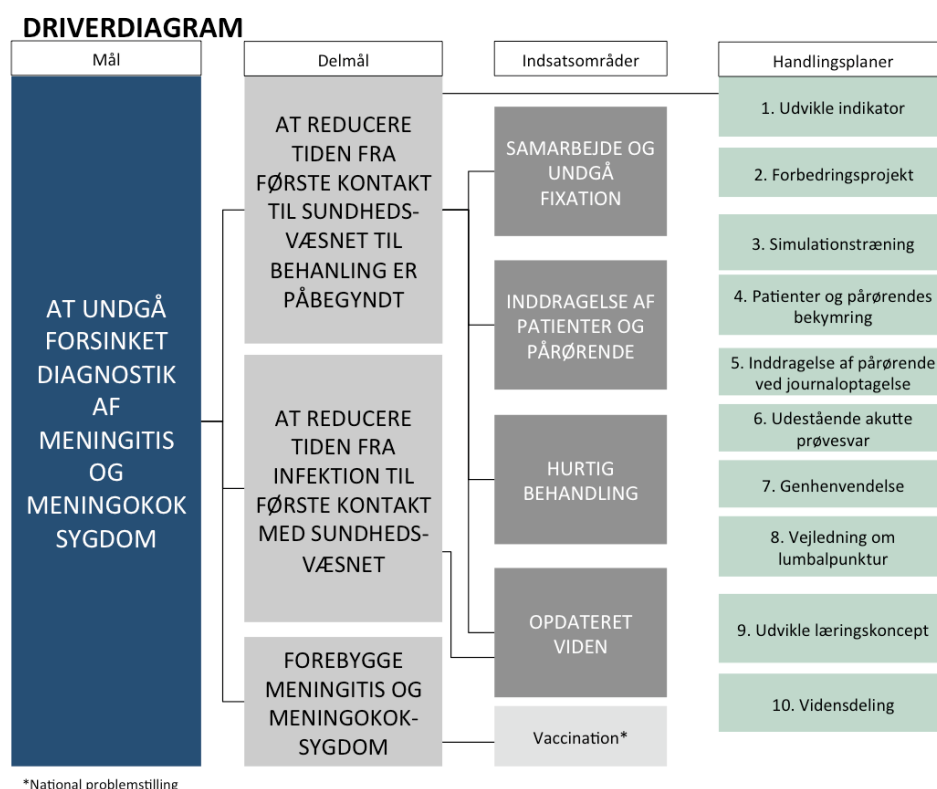 DRIVERDIAGRAM
Mål
AT UNDGÅ
FORSINKET
DIAGNOSTIK
AF
MENINGITIS
OG
MENINGOKOK
SYGDOM
Delmål
AT REDUCERE
TIDEN FRA
FØRSTE KONTAKT
TIL SUNDHEDS-
VÆSNET TIL
BEHANLING ER
PÅBEGYNDT
AT REDUCERE
TIDEN FRA
INFEKTION TIL
FØRSTE KONTAKT
MED SUNDHEDS-
VÆSNET
FOREBYGGE
MENINGITIS OG
MENINGOKOK-
SYGDOM
Indsatsområder
SAMARBEJDE OG
UNDGÅ
FIXATION
INDDRAGELSE AF
PATIENTER OG
PÅRØRENDE
HURTIG
BEHANDLING
OPDATERET
VIDEN
Vaccination*
Handlingsplaner
1. Udvikle indikator
2. Forbedringsprojekt
3. Simulationstræning
4. Patienter og pårørendes
bekymring
5. Inddragelse af pårørende
ved journaloptagelse
6. Udestående akutte
prøvesvar
7. Genhenvendelse
8. Vejledning om
lumbalpunktur
9. Udvikle læringskoncept
10. Vidensdeling
*National problemstilling